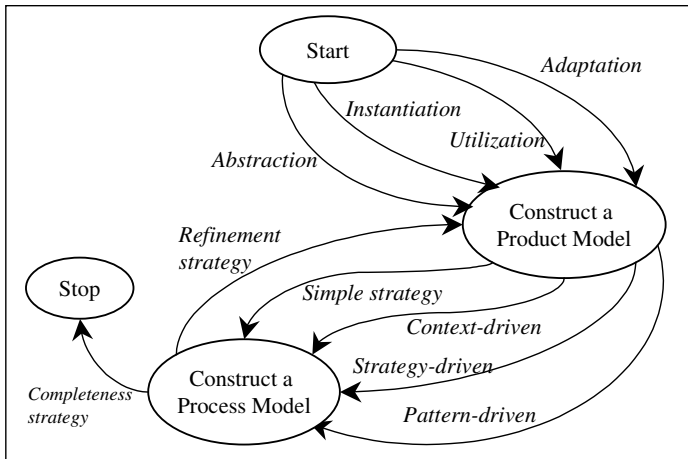 Start
Adaptation
Instantiation
Utilization
Abstraction
Construct a
Product Model
Refinement
strategy
Stop
Simple strategy
Context-driven
Strategy-driven
Construct a
Process Model
Completeness
strategy
Pattern-driven